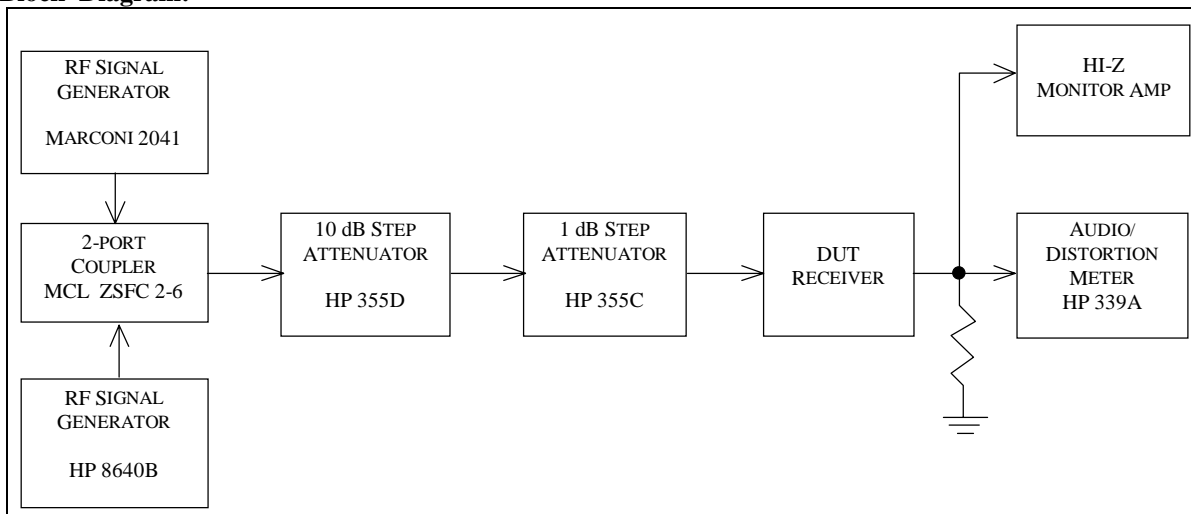 Block Diagram:
RF SIGNAL
GENERATOR
MARCONI 2041
2-PORT
COUPLER
MCL ZSFC 2-6
RF SIGNAL
GENERATOR
HP 8640B
10 dB STEP
ATTENUATOR
HP 355D
1 dB STEP
ATTENUATOR
HP 355C
DUT
RECEIVER
HI-Z
MONITOR AMP
AUDIO/
DISTORTION
METER
HP 339A